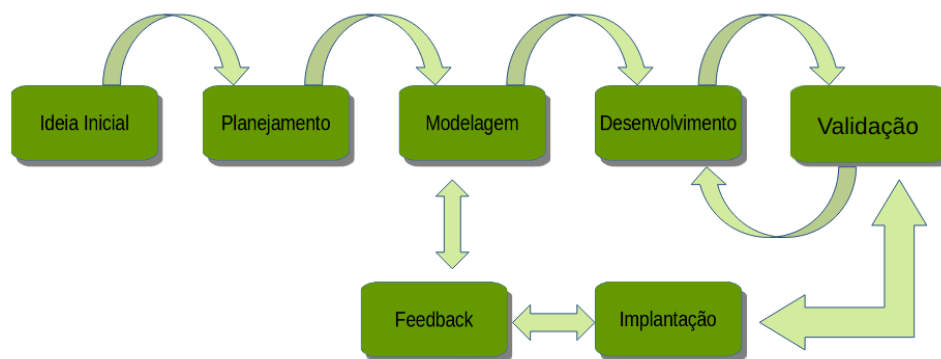 Ideia Inicial
Planejamento
Modelagem
Desenvolvimento
Validação
Feedback
Implantação